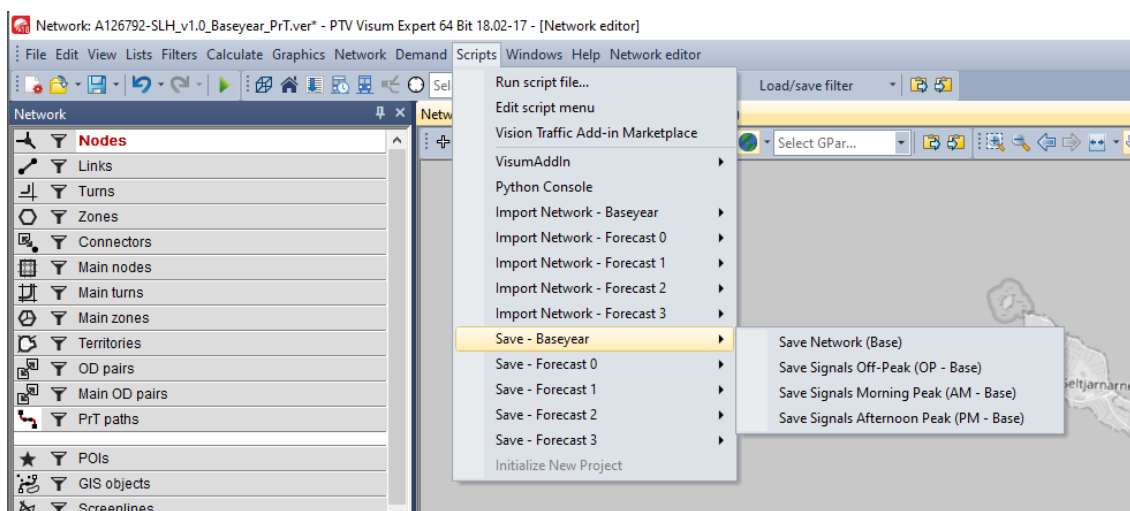 Network: A126792-SLH_v1.0_Baseyear_PrT.ver* - PTV Visum Expert 64 Bit 18.02-17 - [Network editor]
File Edit View Lists Filters Calculate Graphics Network Demand Scripts Windows Help Network editor
Sel
Load/save filter
Network
Netw
Select GPar...
Nodes
Links
Turns
Zones
Connectors
Main nodes
Main turns
Main zones
Territories
OD pairs
Main OD pairs
PrT paths
POIs
GIS objects
Screenlines
Run script file...
Edit script menu
Vision Traffic Add-in Marketplace
VisumAddIn
Python Console
Import Network - Baseyear
Import Network - Forecast 0
Import Network - Forecast 1
Import Network - Forecast 2
Import Network - Forecast 3
Save - Baseyear
Save - Forecast 0
Save - Forecast 1
Save - Forecast 2
Save - Forecast 3
Initialize New Project
Save Network (Base)
Save Signals Off-Peak (OP - Base)
Save Signals Morning Peak (AM - Base)
Save Signals Afternoon Peak (PM - Base)